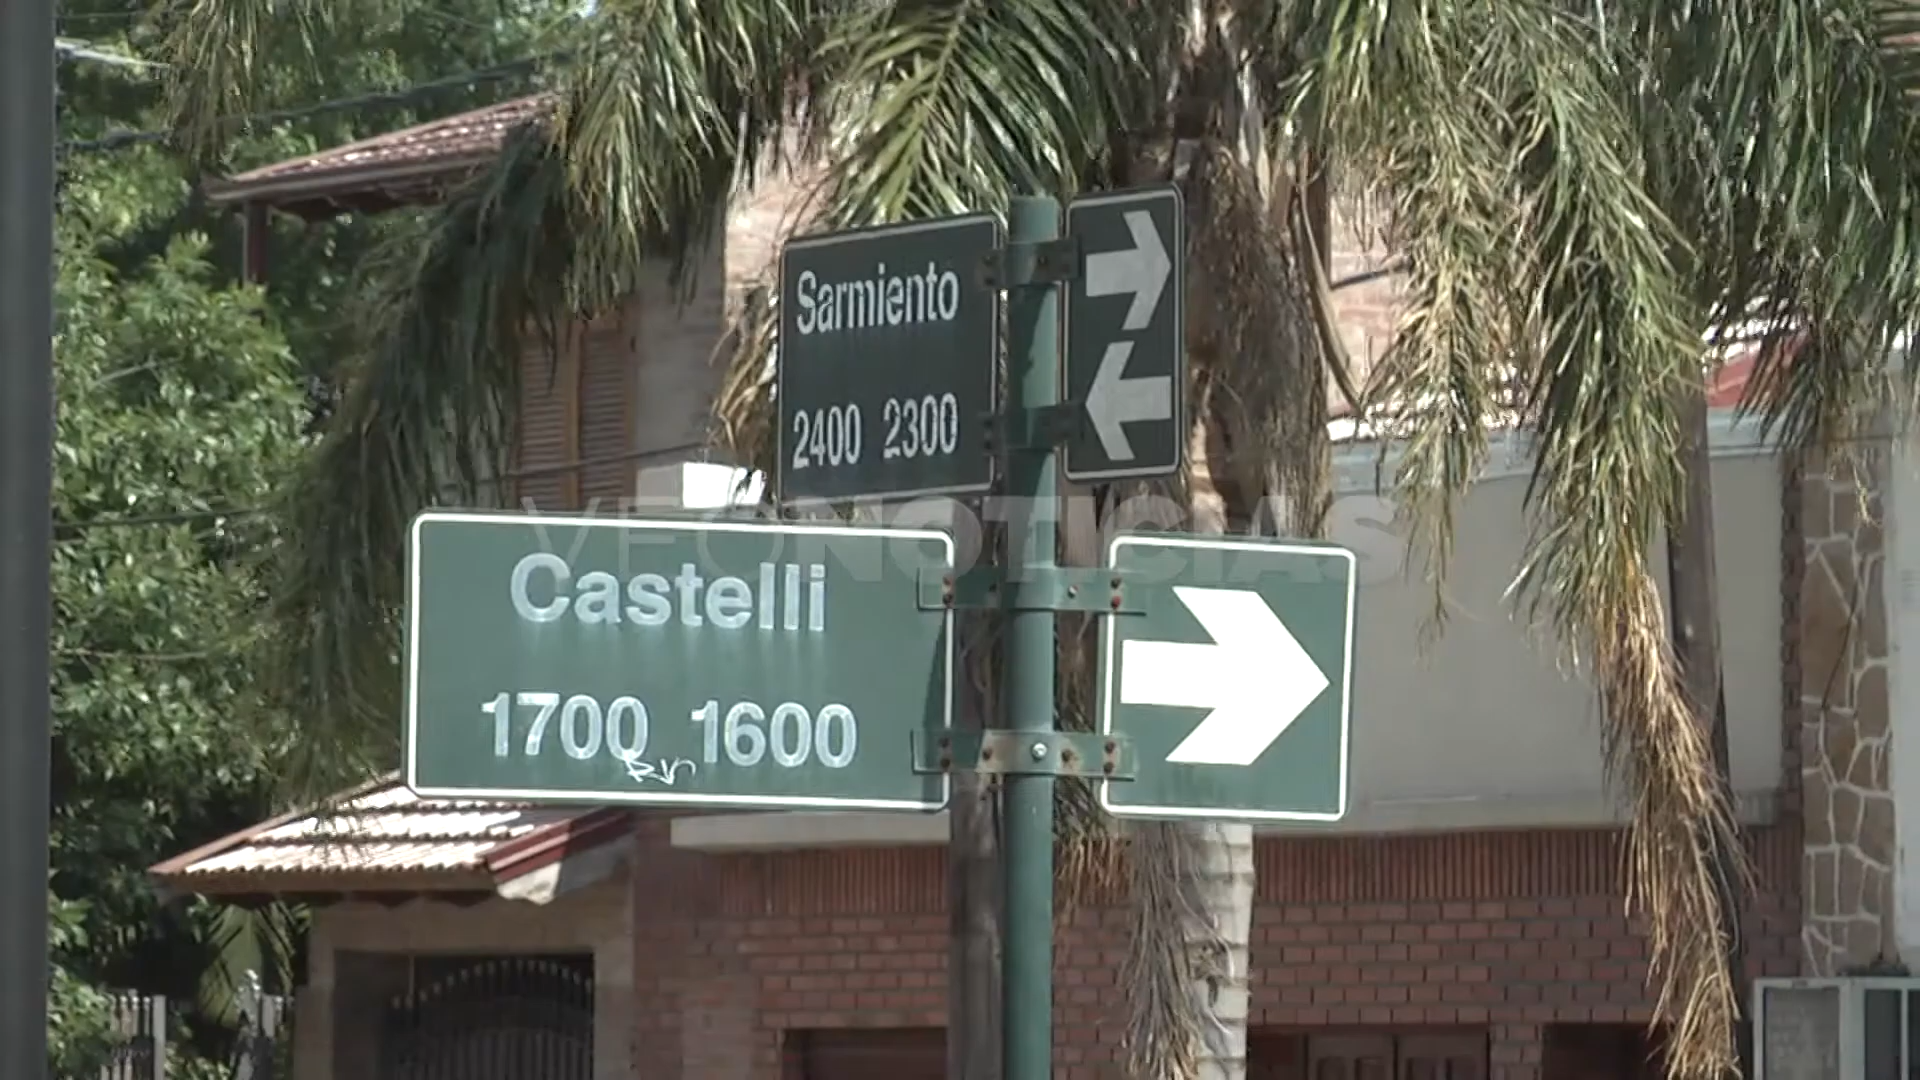 Sarmiento
2400 2300
VEONOTICIAS
Castelli
1700 1600